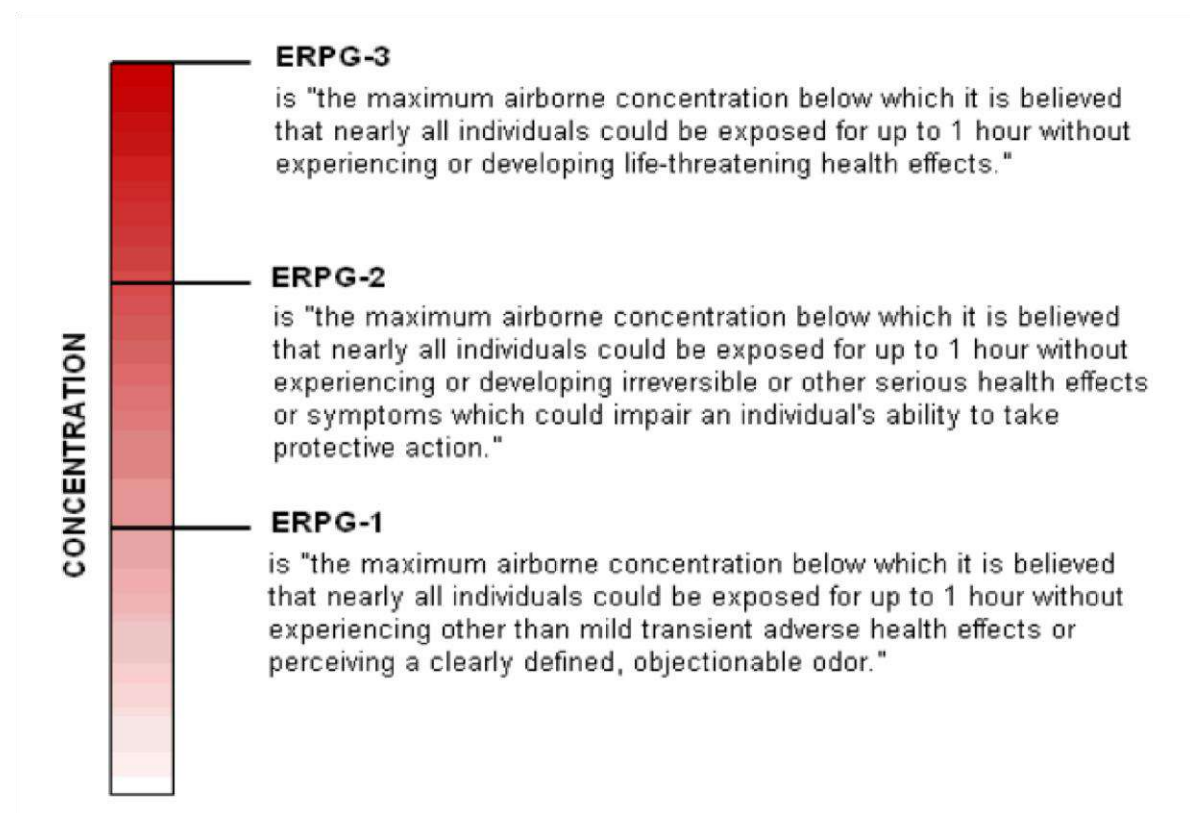 ERPG-3
is "the maximum airborne concentration below which it is believed
that nearly all individuals could be exposed for up to 1 hour without
experiencing or developing life-threatening health effects."
ERPG-2
is "the maximum airborne concentration below which it is believed
that nearly all individuals could be exposed for up to 1 hour without
experiencing or developing irreversible or other serious health effects
or symptoms which could impair an individual's ability to take
protective action."
CONCENTRATION
ERPG-1
is "the maximum airborne concentration below which it is believed
that nearly all individuals could be exposed for up to 1 hour without
experiencing other than mild transient adverse health effects or
perceiving a clearly defined, objectionable odor."